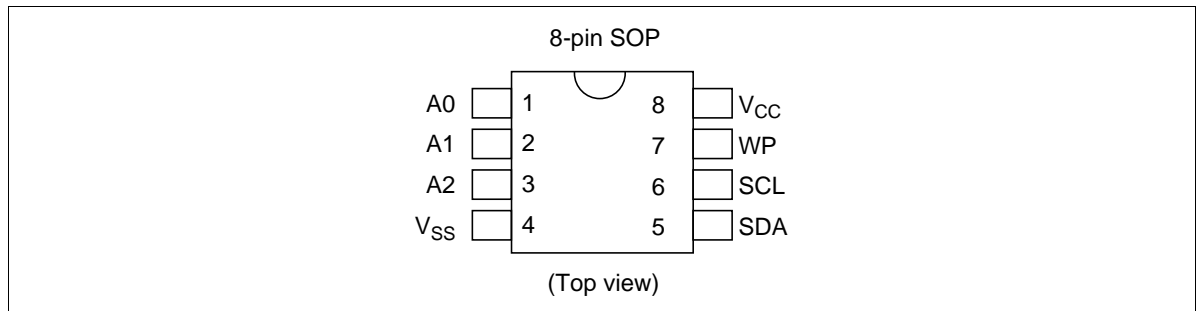 8-pin SOP
A0 1 8 VCC
A1 2 7 WP
A2 3 6 SCL
VSS 4 5 SDA
(Top view)